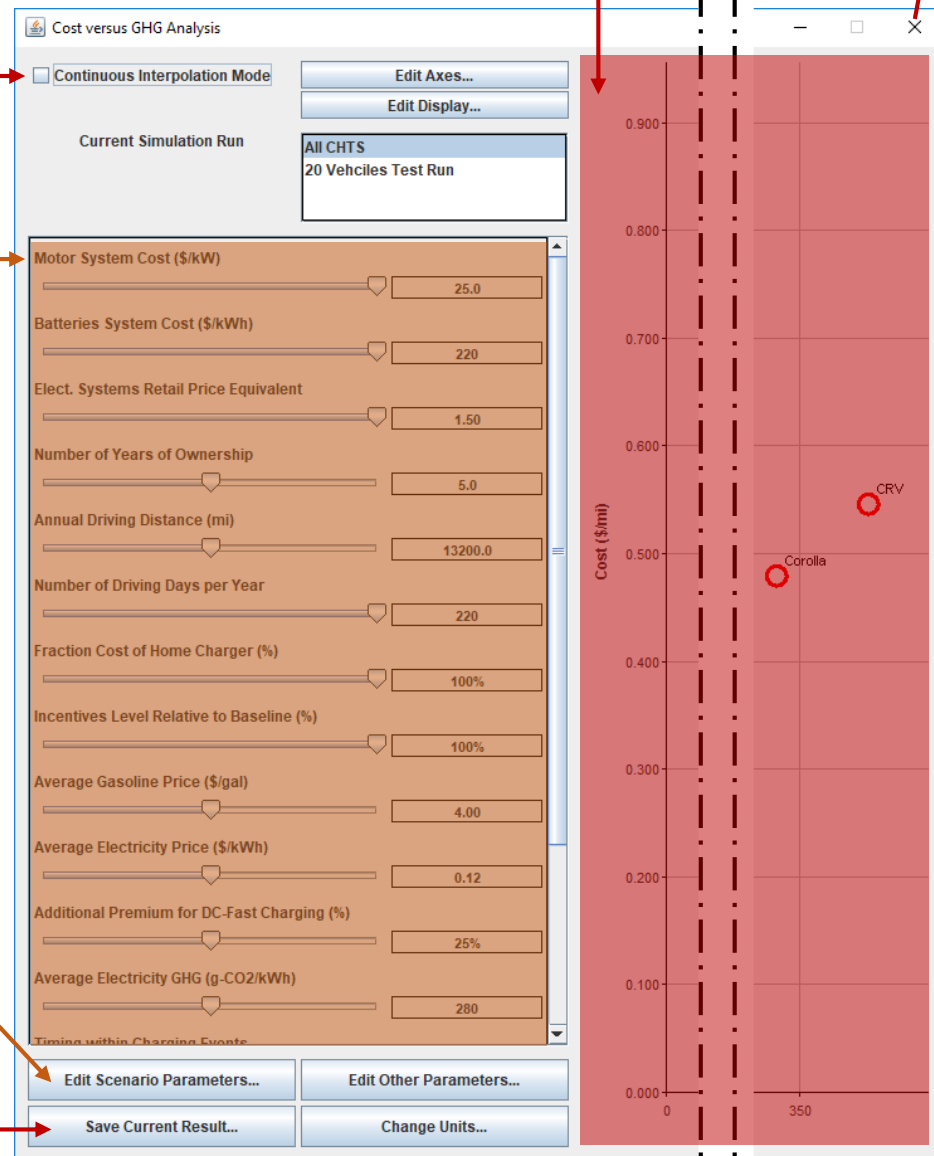 Cost versus GHG Analysis
Continuous Interpolation Mode
Edit Axes...
Edit Display...
Current Simulation Run
All CHTS
20 Vehciles Test Run
Motor System Cost ($/kW)
25.0
Batteries System Cost ($/kWh)
220
Elect. Systems Retail Price Equivalent
1.50
Number of Years of Ownership
5.0
Annual Driving Distance (mi)
13200.0
Number of Driving Days per Year
220
Fraction Cost of Home Charger (%)
100%
Incentives Level Relative to Baseline (%)
100%
Average Gasoline Price ($/gal)
4.00
Average Electricity Price ($/kWh)
0.12
Additional Premium for DC-Fast Charging (%)
25%
Average Electricity GHG (g-CO2/kWh)
280
Timing within Charging Events
Edit Scenario Parameters...
Edit Other Parameters...
Save Current Result...
Change Units...
Cost ($/mi)
0.900
0.800
0.700
0.600
0.500
0.400
0.300
0.200
0.100
0.000
0
350
CRV
Corolla